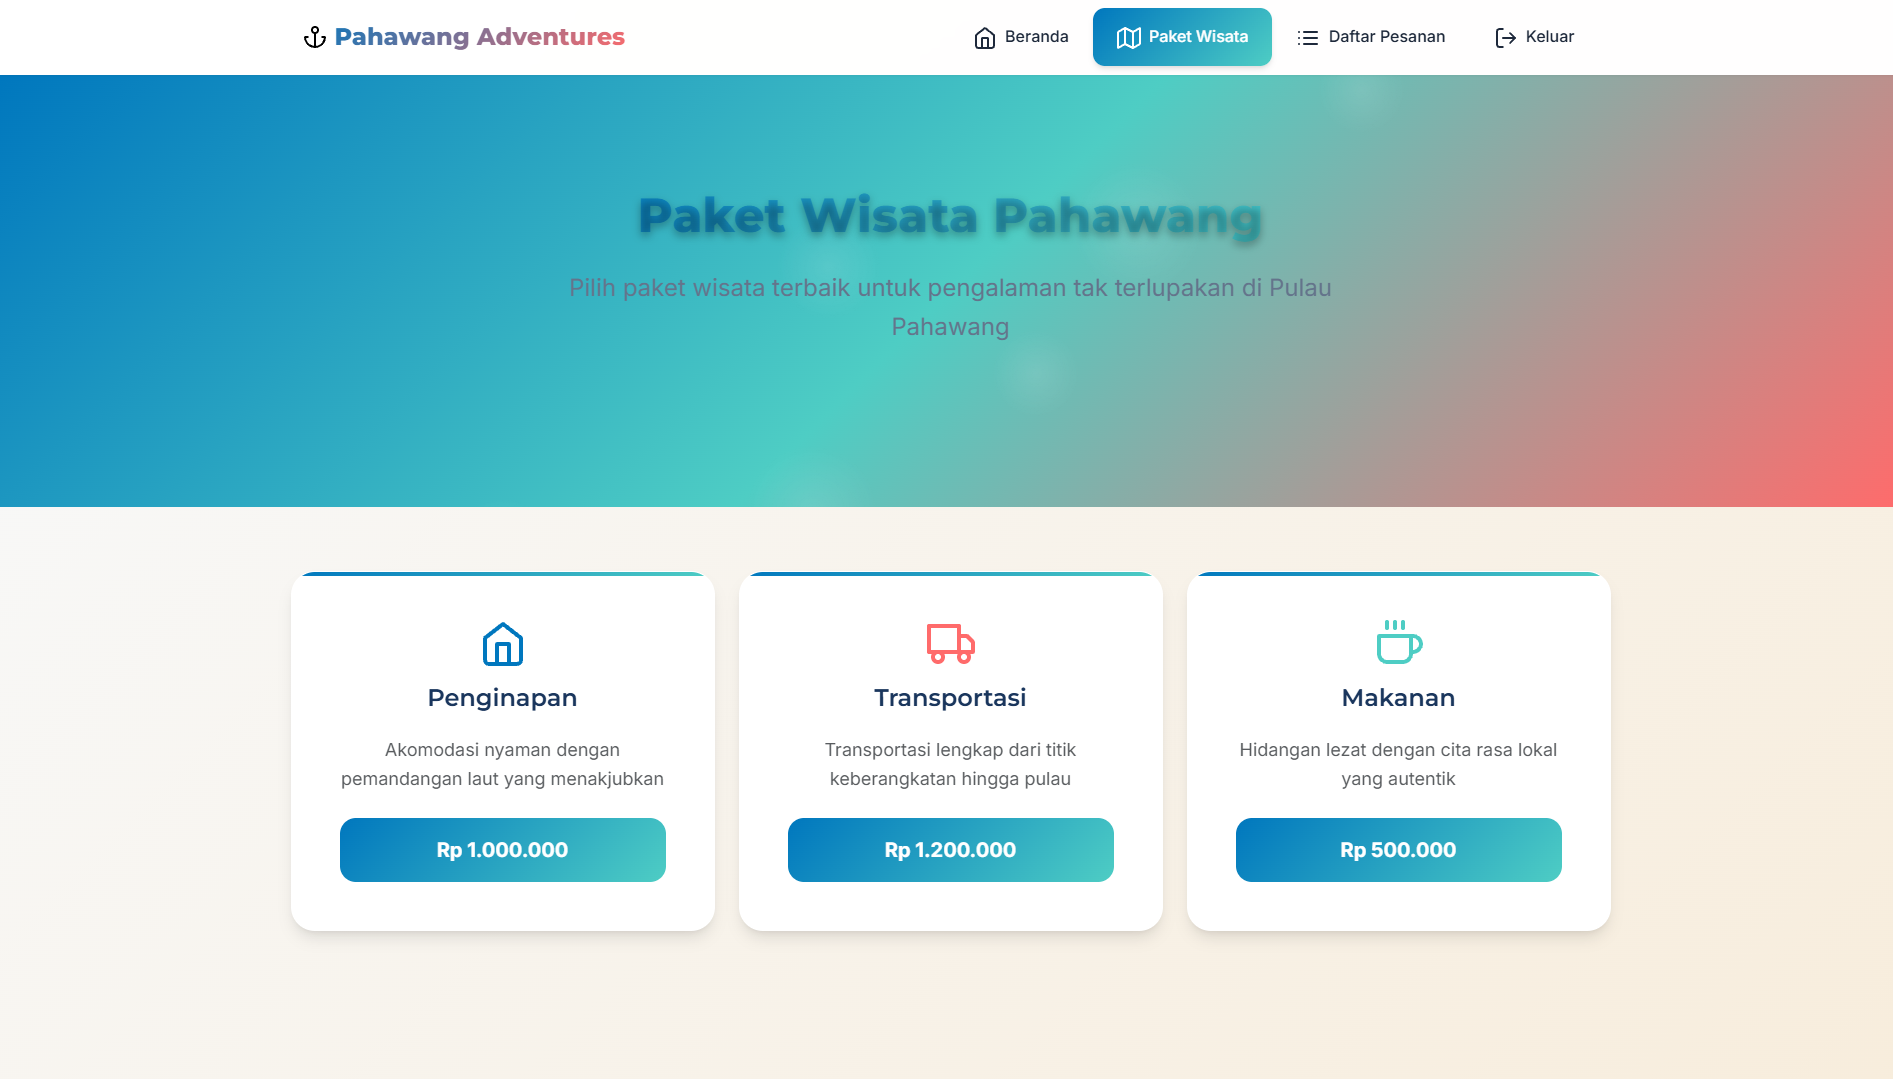 Pahawang Adventures
Beranda
Paket Wisata
Daftar Pesanan
Keluar
Paket Wisata Pahawang
Pilih paket wisata terbaik untuk pengalaman tak terlupakan di Pulau
Pahawang
Penginapan
Akomodasi nyaman dengan
pemandangan laut yang menakjubkan
Rp 1.000.000
Transportasi
Transportasi lengkap dari titik
keberangkatan hingga pulau
Rp 1.200.000
Makanan
Hidangan lezat dengan cita rasa lokal
yang autentik
Rp 500.000